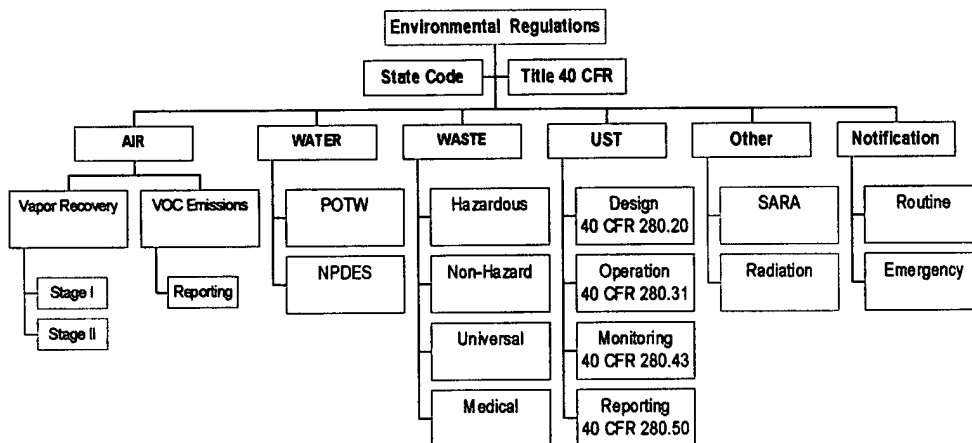 Environmental Regulations
State Code
Title 40 CFR
AIR
WATER
WASTE
UST
Other
Notification
Vapor Recovery
VOC Emissions
POTW
Hazardous
Design
40 CFR 280.20
SARA
Routine
Stage I
Reporting
NPDES
Non-Hazard
Operation
40 CFR 280.31
Radiation
Emergency
Stage II
Universal
Monitoring
40 CFR 280.43
Medical
Reporting
40 CFR 280.50